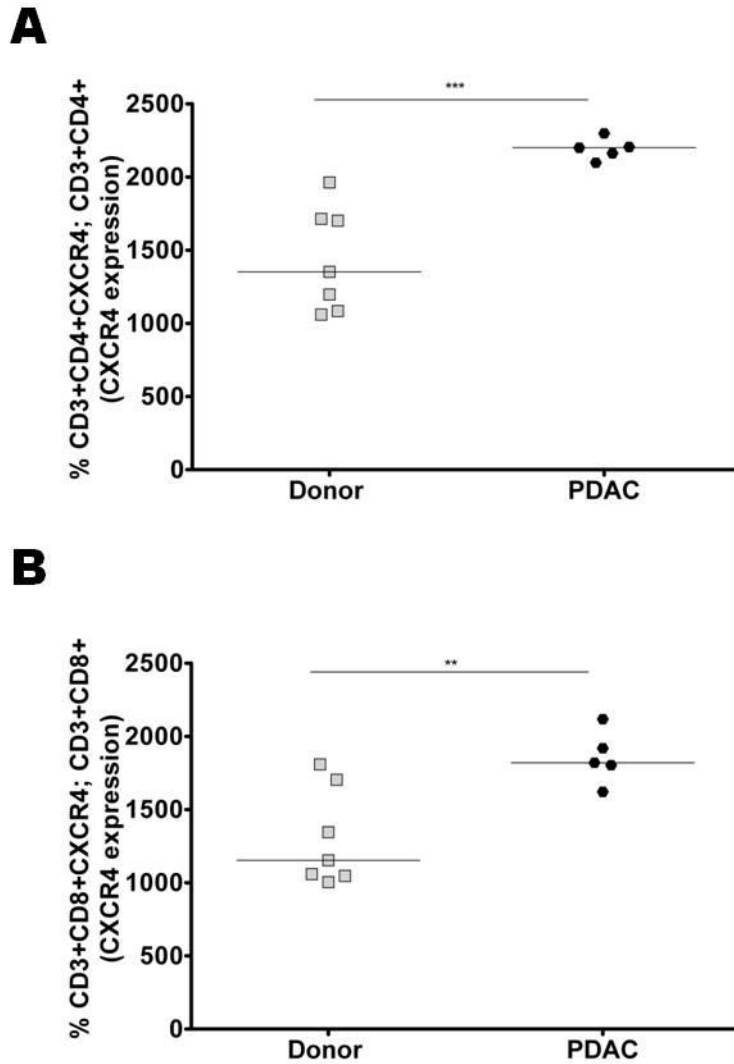 A
% CD3+CD4+CXCR4; CD3+CD4+
(CXCR4 expression)
***
2500
2000
1500
1000
500
0
Donor
PDAC
B
% CD3+CD8+CXCR4; CD3+CD8+
(CXCR4 expression)
**
2500
2000
1500
1000
500
0
Donor
PDAC